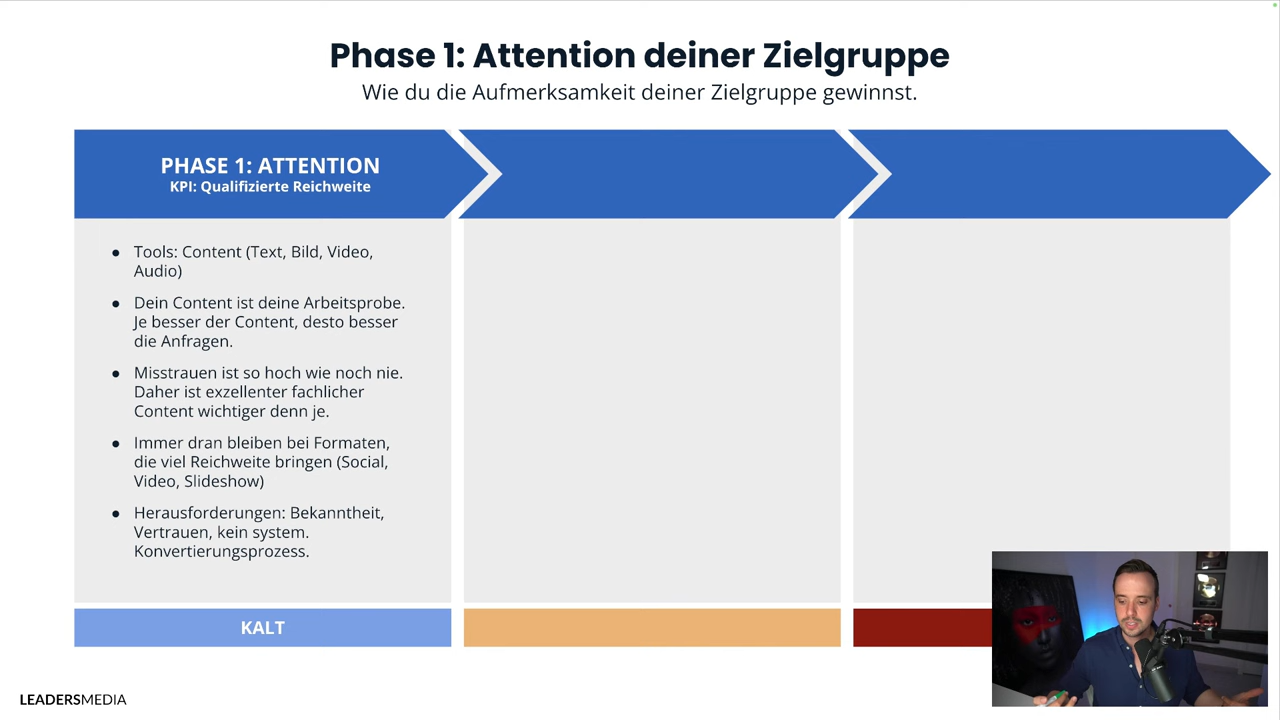 Phase 1: Attention deiner Zielgruppe
Wie du die Aufmerksamkeit deiner Zielgruppe gewinnst.
PHASE 1: ATTENTION
KPI: Qualifizierte Reichweite
● Tools: Content (Text, Bild, Video,
Audio)
● Dein Content ist deine Arbeitsprobe.
Je besser der Content, desto besser
die Anfragen.
● Misstrauen ist so hoch wie noch nie.
Daher ist exzellenter fachlicher
Content wichtiger denn je.
● Immer dran bleiben bei Formaten,
die viel Reichweite bringen (Social,
Video, Slideshow)
● Herausforderungen: Bekanntheit,
Vertrauen, kein system.
Konvertierungsprozess.
KALT
LEADERSMEDIA